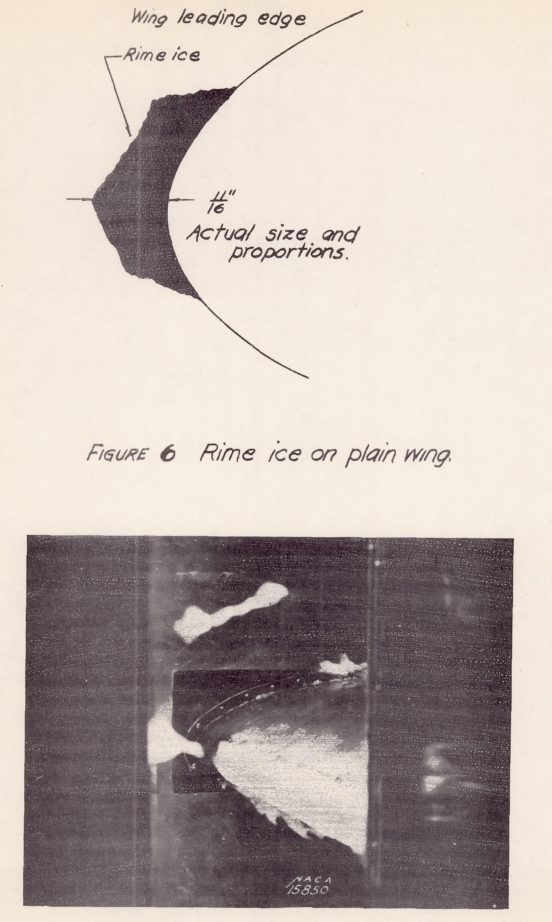 Wing leading edge
Rime ice
11/16"
Actual size and
proportions.
FIGURE 6 Rime ice on plain wing.
NACA
15850